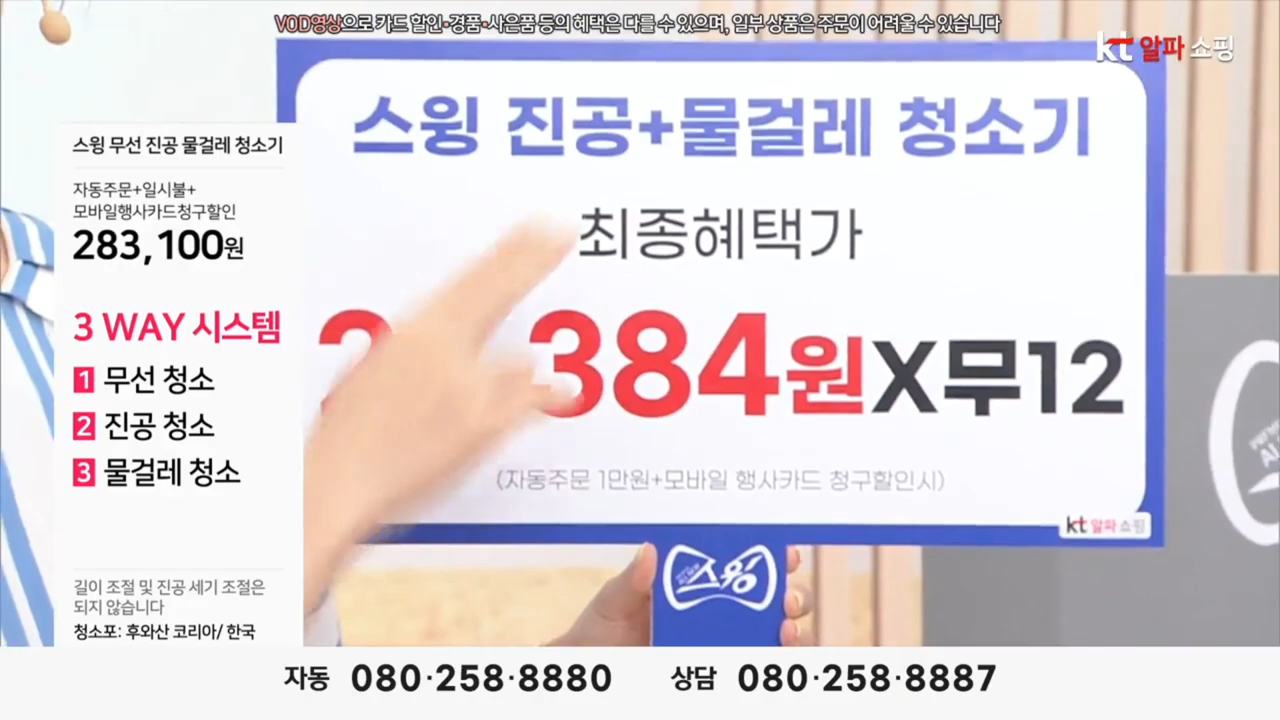 VOD영상으로 카드 할인•경품•사은품 등의 혜택은 다를 수 있으며, 일부 상품은 주문이 어려울 수 있습니다
kt 알파 쇼핑
스윙 무선 진공 물걸레 청소기
자동주문+일시불+
모바일행사카드청구할인
283,100원
3 WAY 시스템
1 무선 청소
2 진공 청소
3 물걸레 청소
길이 조절 및 진공 세기 조절은
되지 않습니다
청소포: 후와산 코리아/ 한국
스윙 진공+물걸레 청소기
최종혜택가
384원X무12
(자동주문 1만원+모바일 행사카드 청구할인시)
kt 알파 쇼핑
스윙
자동 080·258·8880 상담 080·258·8887